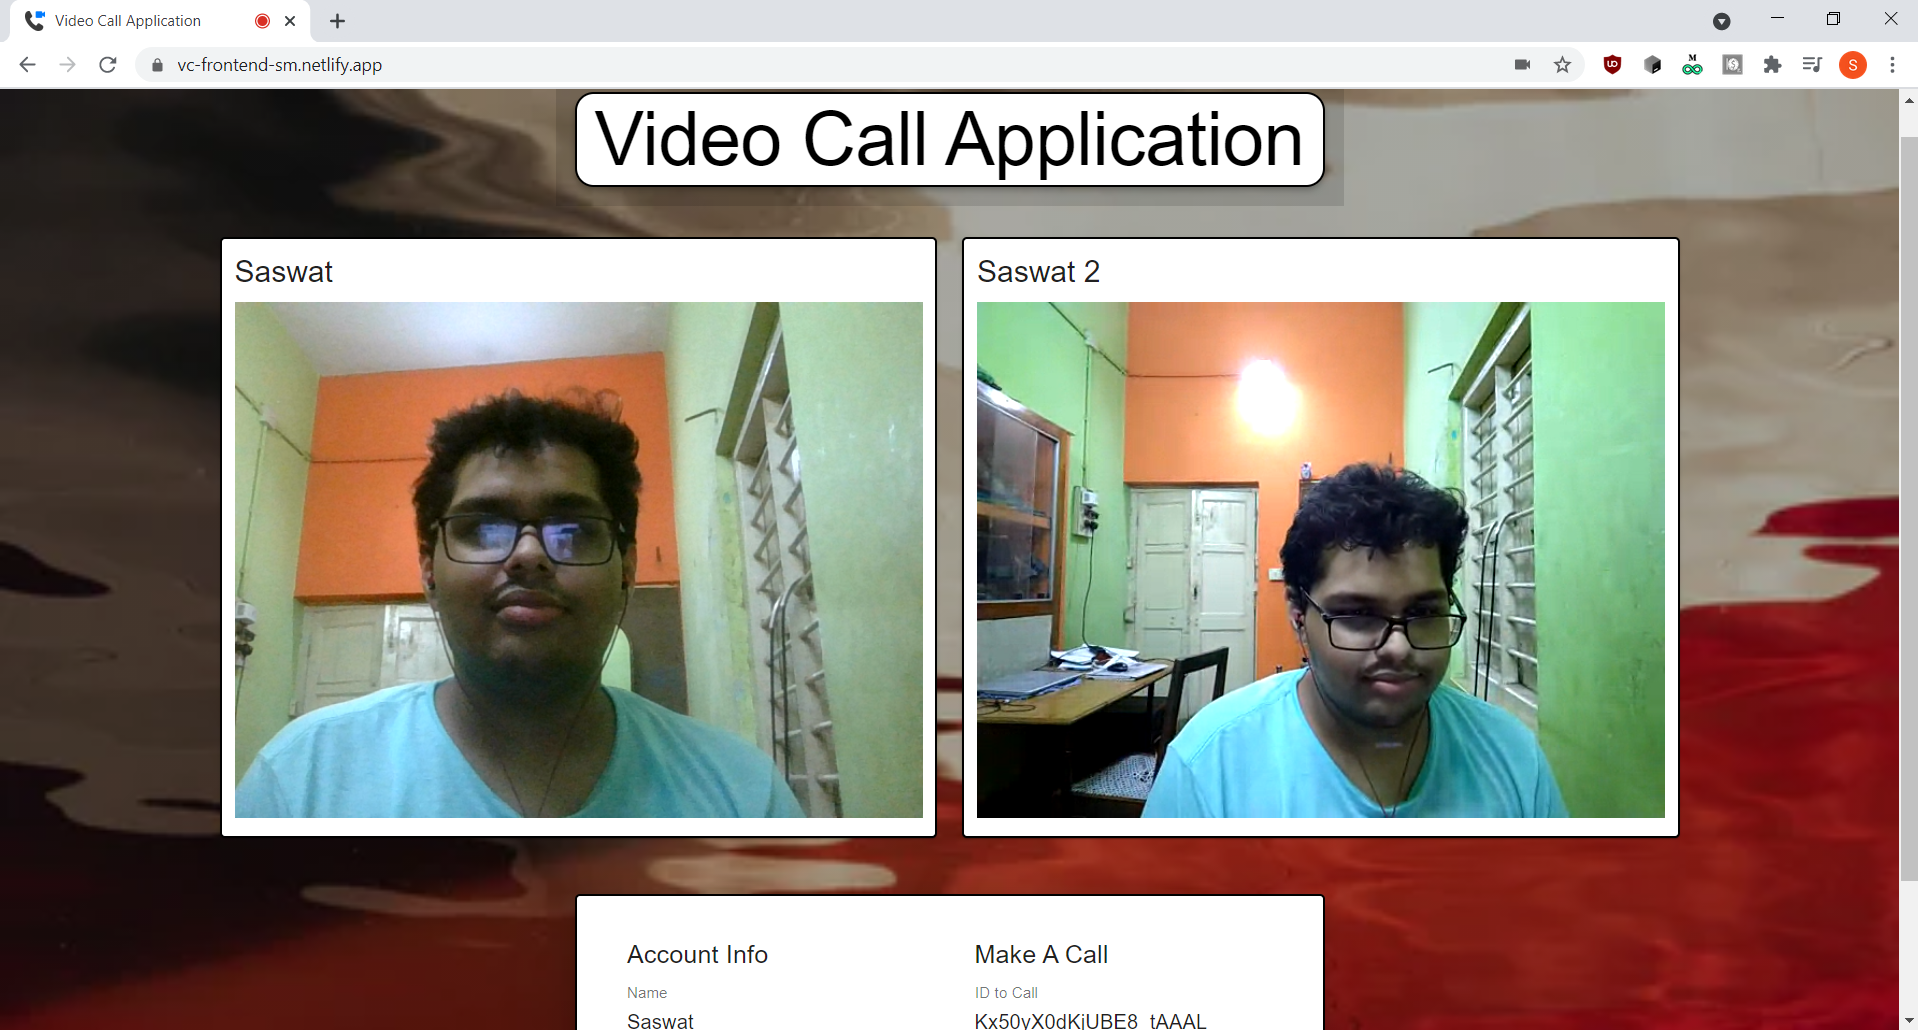 Video Call Application
vc-frontend-sm.netlify.app
S
Video Call Application
Saswat
Saswat 2
Account Info
Make A Call
Name
ID to Call
Saswat
Kx50yX0dKjUBE8_tAAAL